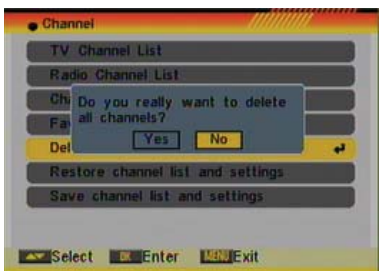 Channel
TV Channel List
Radio Channel List
Ch
Do you really want to delete
all channels?
Fa
Yes No
Del
Restore channel list and settings
Save channel list and settings
Select OK Enter MENU Exit